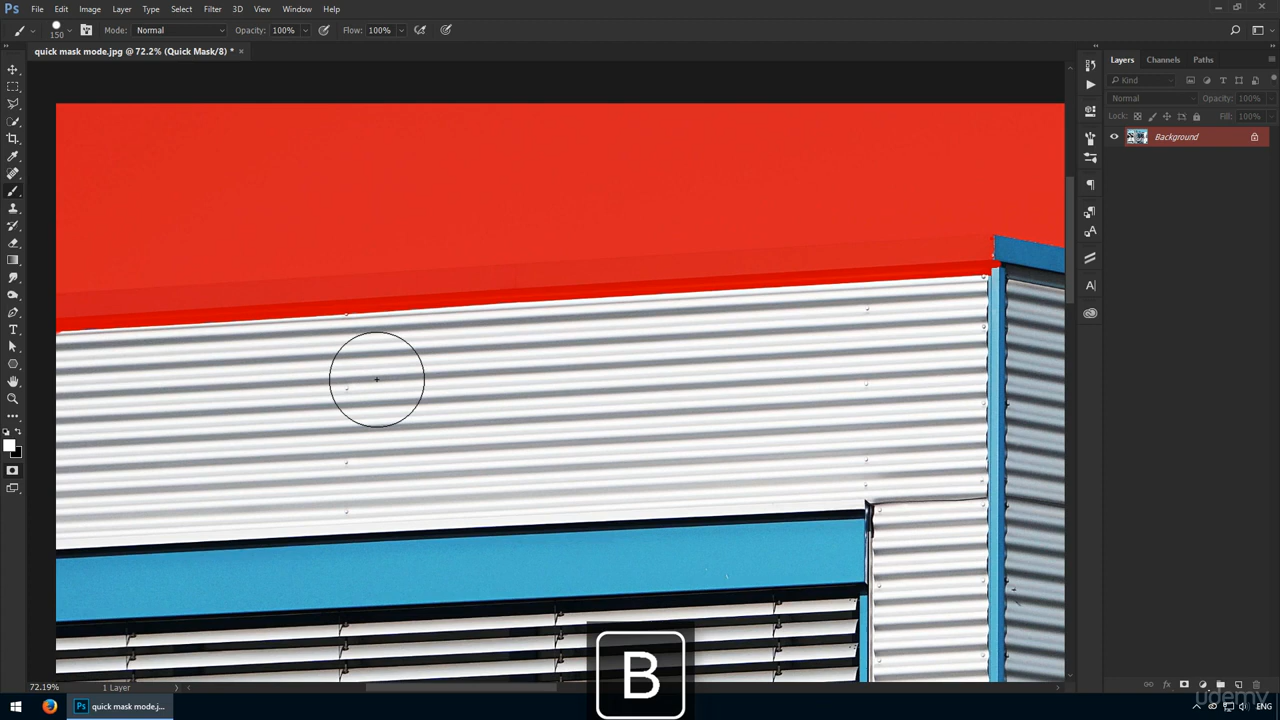 Ps File Edit Image Layer Type Select Filter 3D View Window Help
150 Mode: Normal Opacity: 100% Flow: 100%
quick mask mode.jpg @ 72.2% (Quick Mask/8) * ×
Layers Channels Paths
Kind
Normal Opacity: 100%
Lock: Fill: 100%
Background
B
72.19% 1 Layer
udemy
Ps quick mask mode.j... ENG